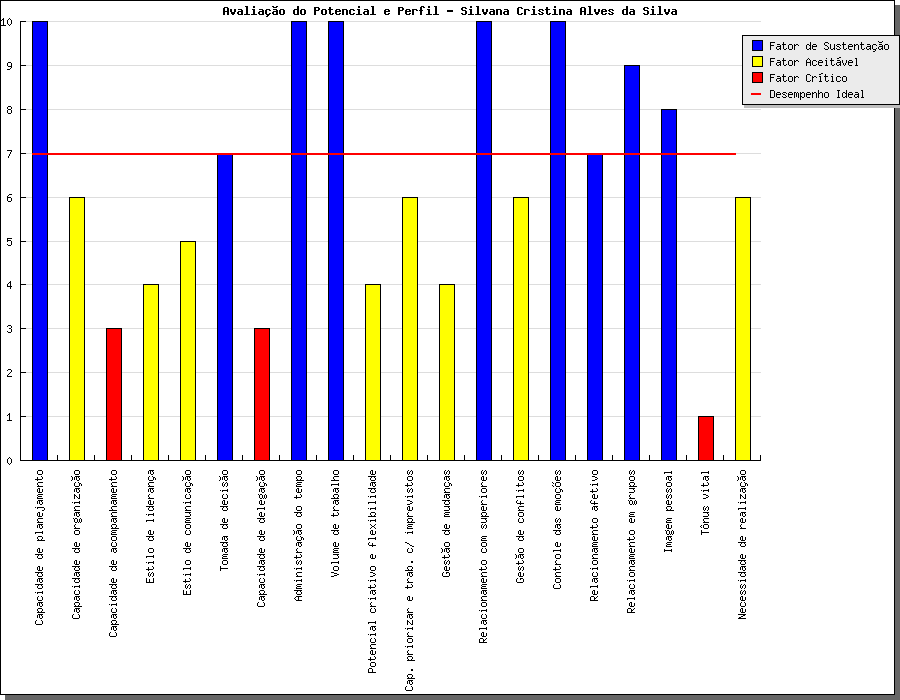 Avaliação do Potencial e Perfil - Silvana Cristina Alves da Silva
Fator de Sustentação
Fator Aceitável
Fator Crítico
Desempenho Ideal
10
9
8
7
6
5
4
3
2
1
0
Capacidade de planejamento
Capacidade de organização
Capacidade de acompanhamento
Estilo de liderança
Estilo de comunicação
Tomada de decisão
Capacidade de delegação
Administração do tempo
Volume de trabalho
Potencial criativo e flexibilidade
Cap. priorizar e trab. c/ imprevistos
Gestão de mudanças
Relacionamento com superiores
Gestão de conflitos
Controle das emoções
Relacionamento afetivo
Relacionamento em grupos
Imagem pessoal
Tônus vital
Necessidade de realização